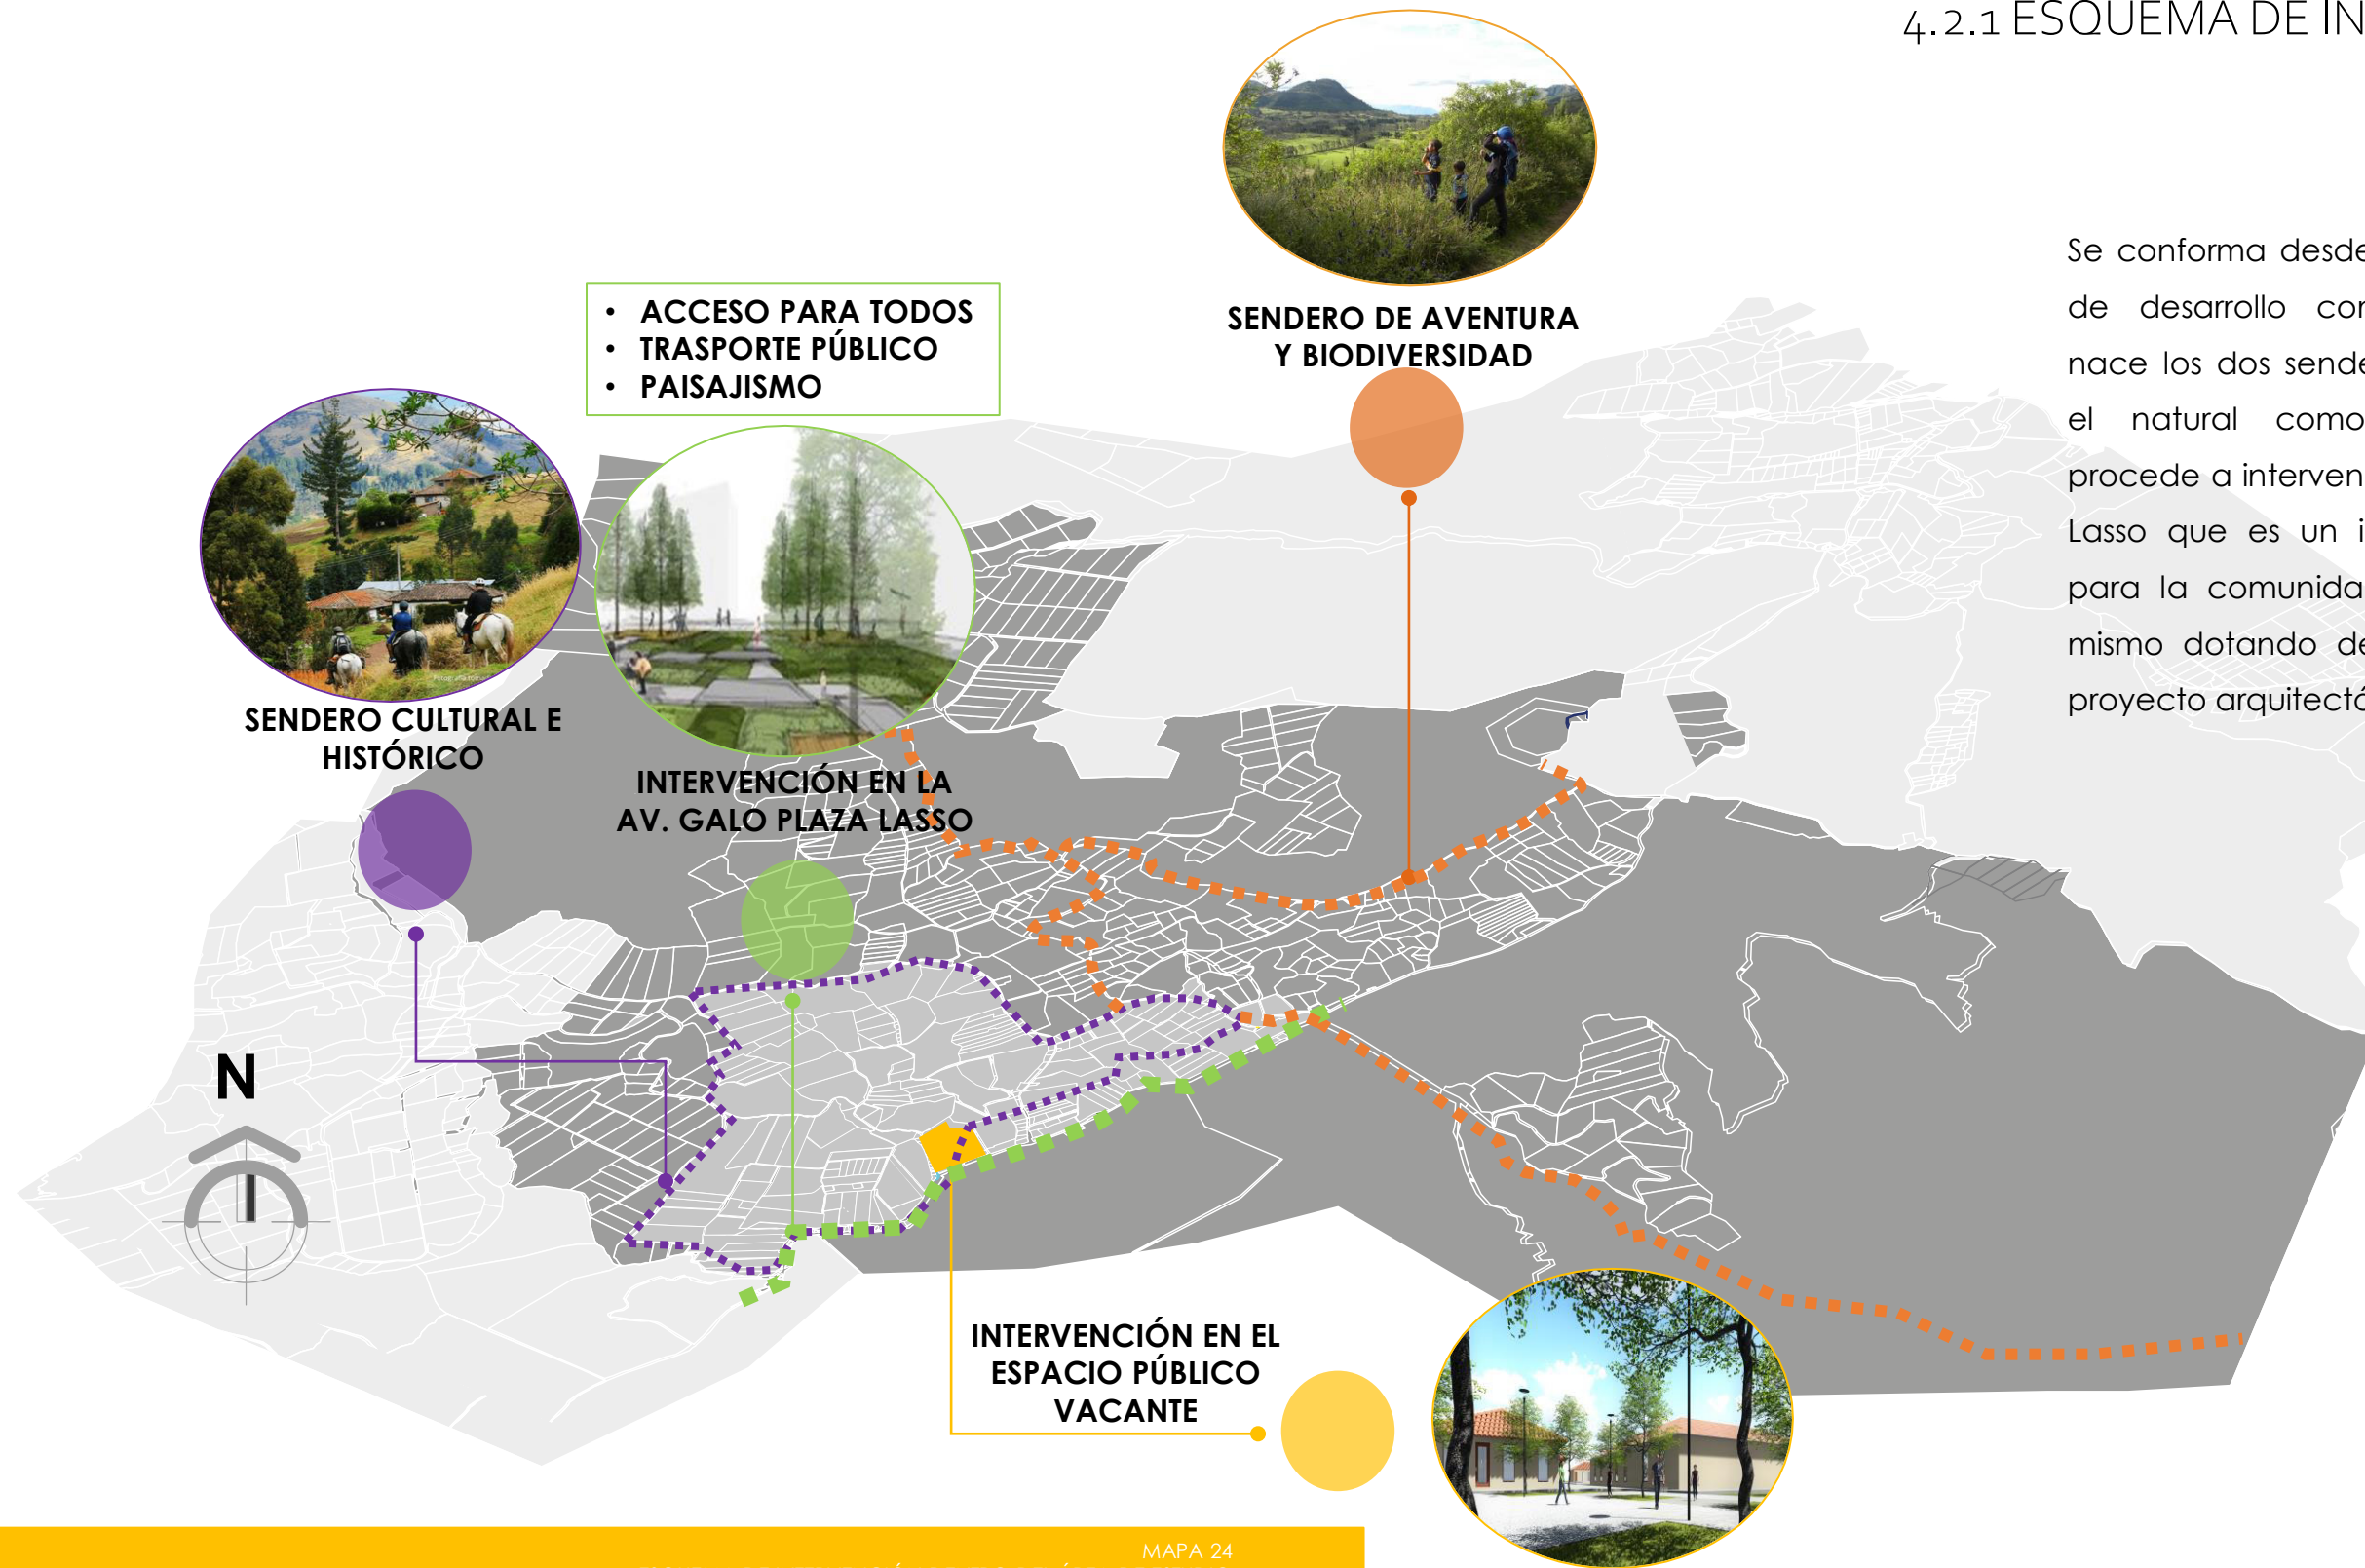 4.2.1 ESQUEMA DE IN
Se conforma desde
de desarrollo con
nace los dos sende
el natural como
procede a interven
Lasso que es un i
para la comunida
mismo dotando de
proyecto arquitectó
SENDERO DE AVENTURA
Y BIODIVERSIDAD
• ACCESO PARA TODOS
• TRASPORTE PÚBLICO
• PAISAJISMO
SENDERO CULTURAL E
HISTÓRICO
INTERVENCIÓN EN LA
AV. GALO PLAZA LASSO
N
INTERVENCIÓN EN EL
ESPACIO PÚBLICO
VACANTE
MAPA 24